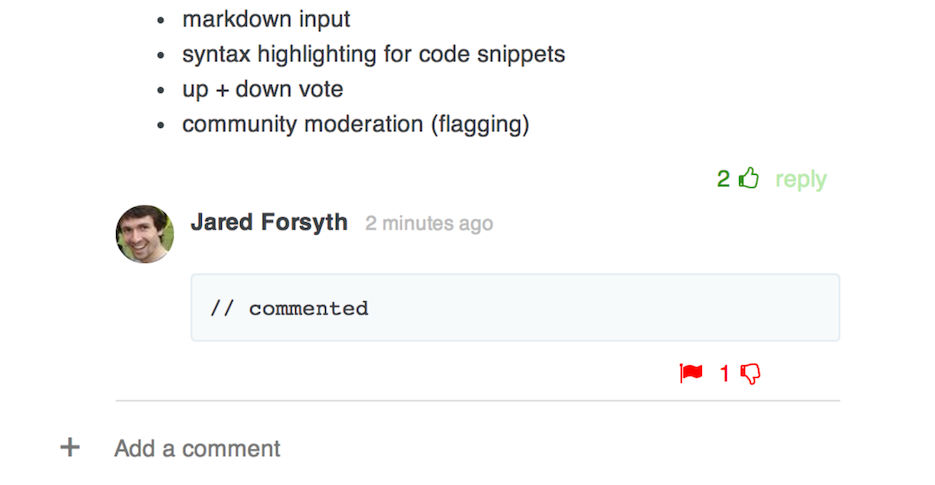 markdown input
syntax highlighting for code snippets
up + down vote
community moderation (flagging)
2 reply
Jared Forsyth 2 minutes ago
// commented
1
+ Add a comment